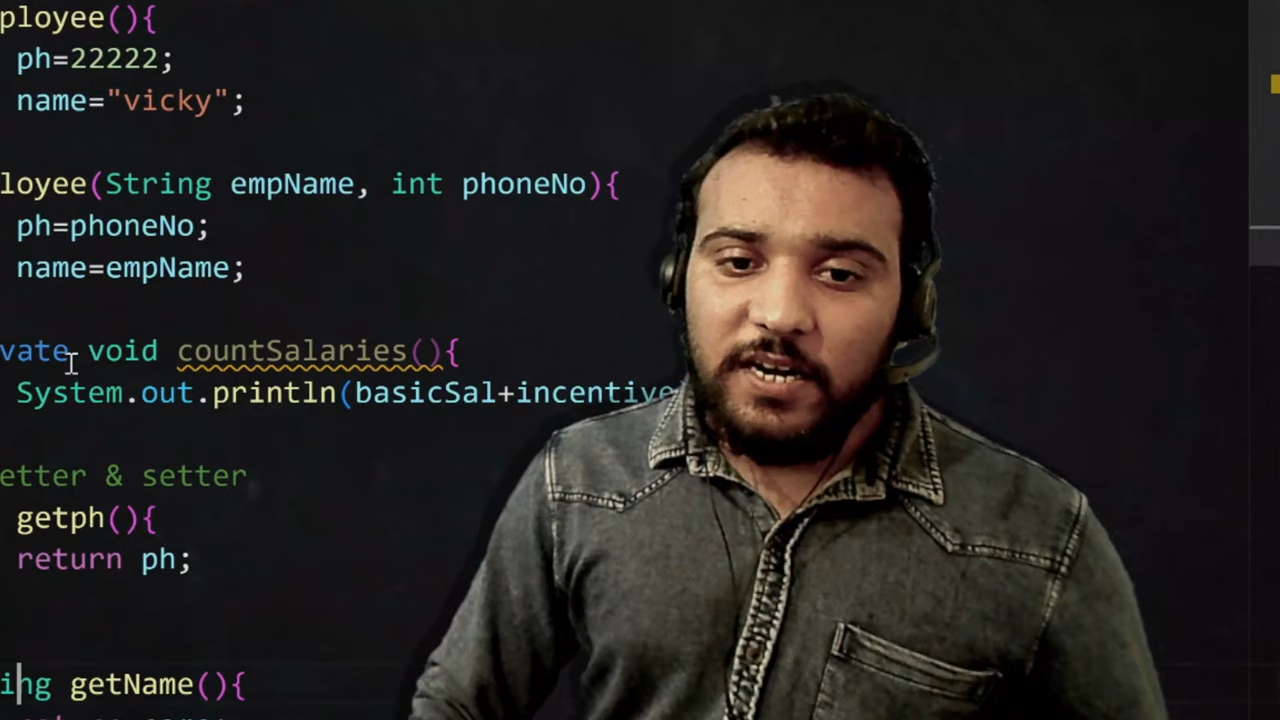 ployee(){
ph=22222;
name="vicky";
loyee(String empName, int phoneNo){
ph=phoneNo;
name=empName;
vate void countSalaries(){
System.out.println(basicSal+incentive
etter & setter
getph(){
return ph;
ing getName(){